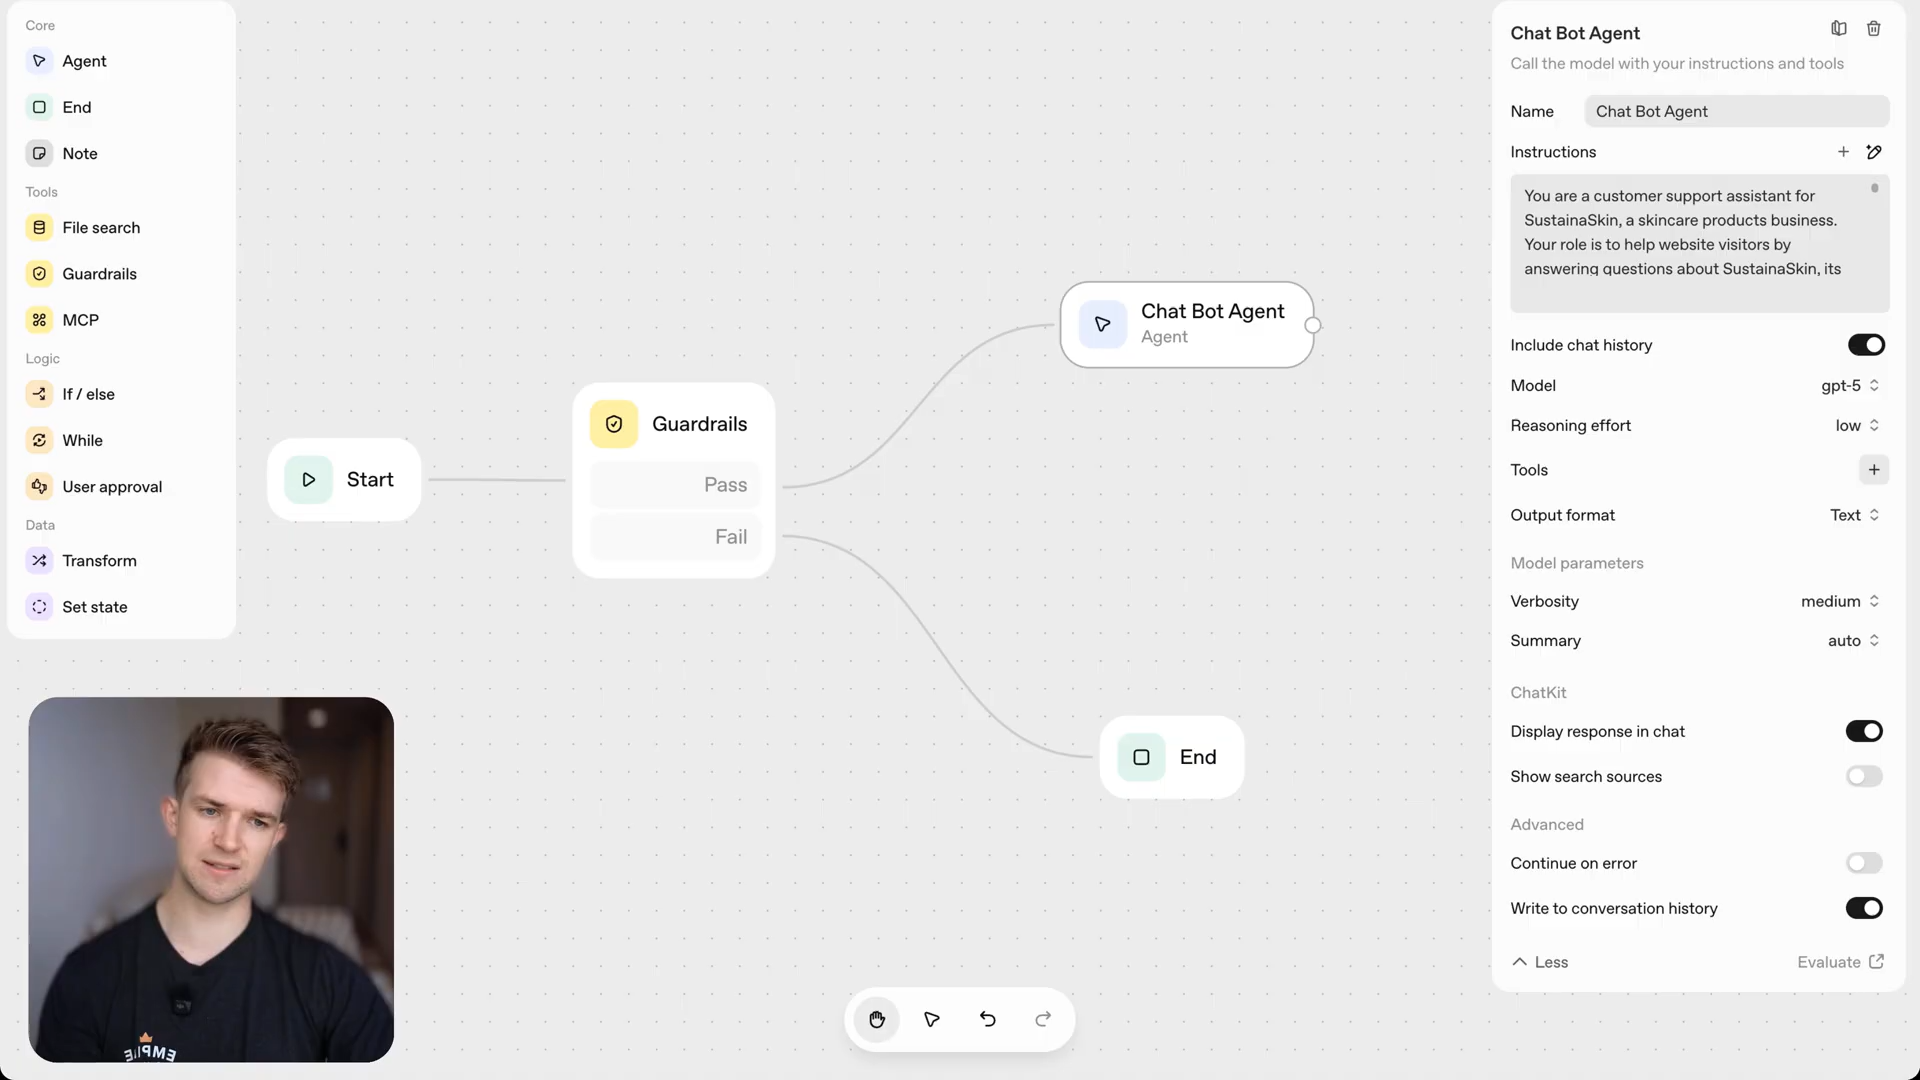 Core
Agent
End
Note
Tools
File search
Guardrails
MCP
Logic
If / else
While
User approval
Data
Transform
Set state
Start
Guardrails
Pass
Fail
Chat Bot Agent
Agent
End
Chat Bot Agent
Call the model with your instructions and tools
Name Chat Bot Agent
Instructions
You are a customer support assistant for
SustainaSkin, a skincare products business.
Your role is to help website visitors by
answering questions about SustainaSkin, its
Include chat history
Model gpt-5
Reasoning effort low
Tools
Output format Text
Model parameters
Verbosity medium
Summary auto
ChatKit
Display response in chat
Show search sources
Advanced
Continue on error
Write to conversation history
Less Evaluate
EMPIRE